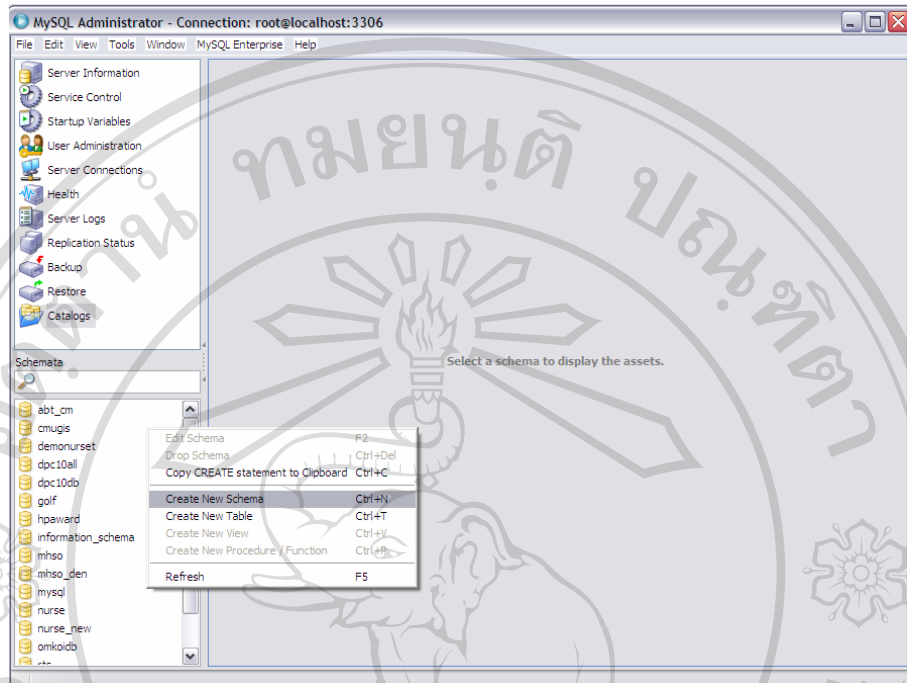 MySQL Administrator - Connection: root@localhost:3306
File Edit View Tools Window MySQL Enterprise Help
Server Information
Service Control
Startup Variables
User Administration
Server Connections
Health
Server Logs
Replication Status
Backup
Restore
Catalogs
Schemata
abt_cm
cmugis
demonurset
dpc10all
dpc10db
golf
hpaward
information_schema
mhso
mhso_den
mysql
nurse
nurse_new
omkoidb
Edit Schema F2
Drop Schema Ctrl+Del
Copy CREATE statement to Clipboard Ctrl+C
Create New Schema Ctrl+N
Create New Table Ctrl+T
Create New View Ctrl+V
Create New Procedure / Function Ctrl+P
Refresh F5
Select a schema to display the assets.